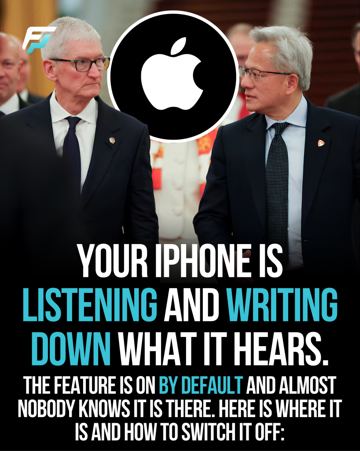 YOUR IPHONE IS
LISTENING AND WRITING
DOWN WHAT IT HEARS.
THE FEATURE IS ON BY DEFAULT AND ALMOST
NOBODY KNOWS IT IS THERE. HERE IS WHERE IT
IS AND HOW TO SWITCH IT OFF: